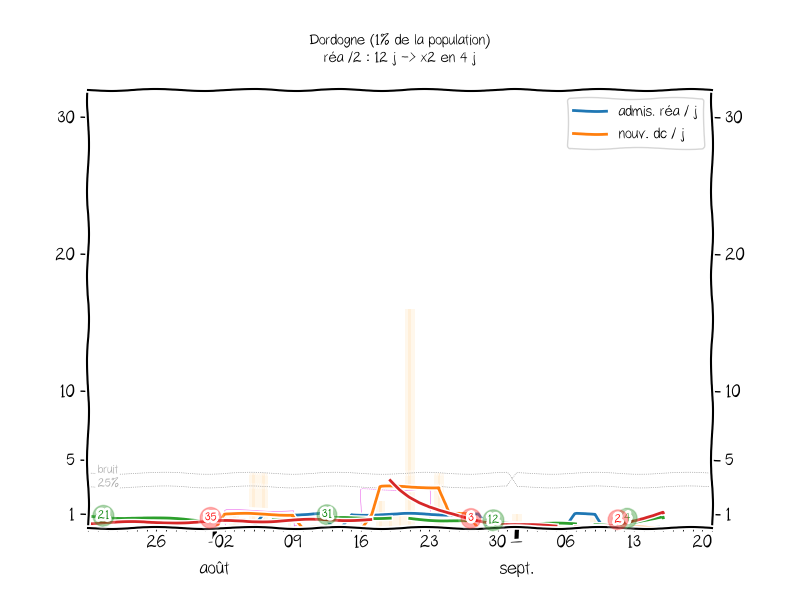 Dordogne (1% de la population)
réa /2 : 12 j -> x2 en 4 j
admis. réa / j
nouv. dc / j
30 30
20 20
10 10
bruit
5 5
25%
21 35 31 3 12 2
1 1
26 02 09 16 23 30 06 13 20
août sept.